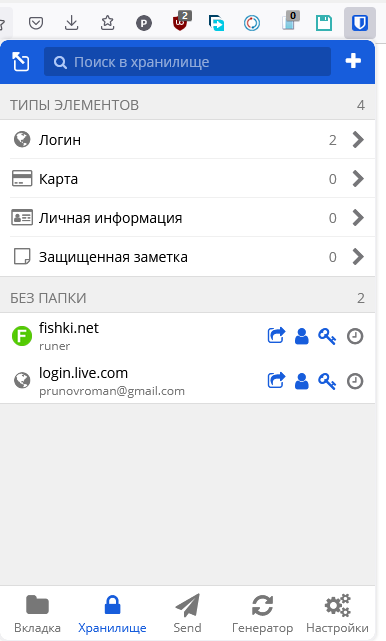 2
0
Поиск в хранилище
ТИПЫ ЭЛЕМЕНТОВ 4
Логин 2
Карта 0
Личная информация 0
Защищенная заметка 0
БЕЗ ПАПКИ 2
fishki.net
runer
login.live.com
prunovroman@gmail.com
Вкладка Хранилище Send Генератор Настройки